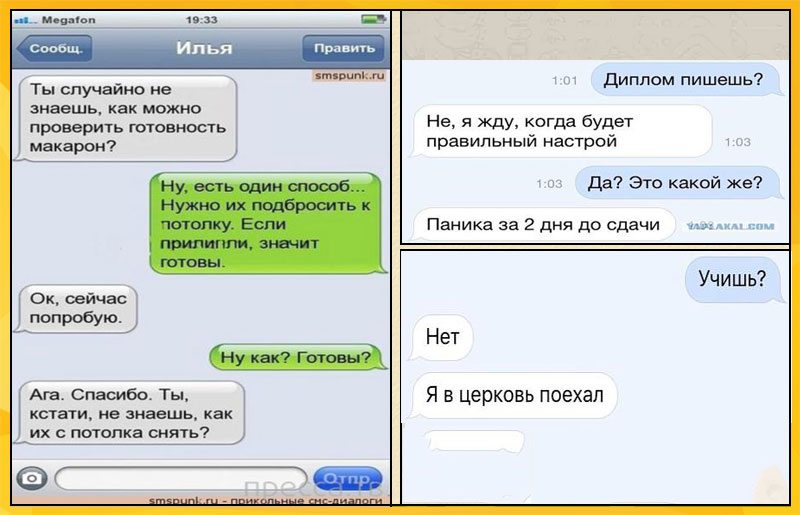 Megafon 19:33
Сообщ. Илья Править
smspunk.ru
Ты случайно не
знаешь, как можно
проверить готовность
макарон?
Ну, есть один способ...
Нужно их подбросить к
потолку. Если
прилипли, значит
готовы.
Ок, сейчас
попробую.
Ну как? Готовы?
Ага. Спасибо. Ты,
кстати, не знаешь, как
их с потолка снять?
Отпр
smspunk.ru - прикольные смс-диалоги
1:01 Диплом пишешь?
Не, я жду, когда будет
правильный настрой 1:03
1:03 Да? Это какой же?
Паника за 2 дня до сдачи
YAPLAKAL.COM
Учишь?
Нет
Я в церковь поехал